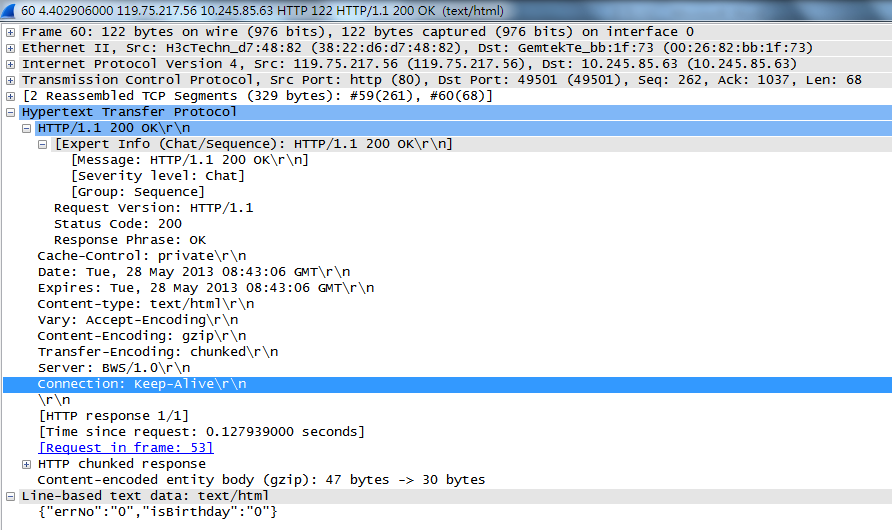 60 4.402906000 119.75.217.56 10.245.85.63 HTTP 122 HTTP/1.1 200 OK (text/html)
Frame 60: 122 bytes on wire (976 bits), 122 bytes captured (976 bits) on interface 0
Ethernet II, Src: H3cTechn_d7:48:82 (38:22:d6:d7:48:82), Dst: GemtekTe_bb:1f:73 (00:26:82:bb:1f:73)
Internet Protocol Version 4, Src: 119.75.217.56 (119.75.217.56), Dst: 10.245.85.63 (10.245.85.63)
Transmission Control Protocol, Src Port: http (80), Dst Port: 49501 (49501), Seq: 262, Ack: 1037, Len: 68
[2 Reassembled TCP Segments (329 bytes): #59(261), #60(68)]
Hypertext Transfer Protocol
HTTP/1.1 200 OK\r\n
[Expert Info (Chat/Sequence): HTTP/1.1 200 OK\r\n]
[Message: HTTP/1.1 200 OK\r\n]
[Severity level: Chat]
[Group: Sequence]
Request Version: HTTP/1.1
Status Code: 200
Response Phrase: OK
Cache-Control: private\r\n
Date: Tue, 28 May 2013 08:43:06 GMT\r\n
Expires: Tue, 28 May 2013 08:43:06 GMT\r\n
Content-type: text/html\r\n
Vary: Accept-Encoding\r\n
Content-Encoding: gzip\r\n
Transfer-Encoding: chunked\r\n
Server: BWS/1.0\r\n
Connection: Keep-Alive\r\n
\r\n
[HTTP response 1/1]
[Time since request: 0.127939000 seconds]
[Request in frame: 53]
HTTP chunked response
Content-encoded entity body (gzip): 47 bytes -> 30 bytes
Line-based text data: text/html
{"errNo":"0","isBirthday":"0"}